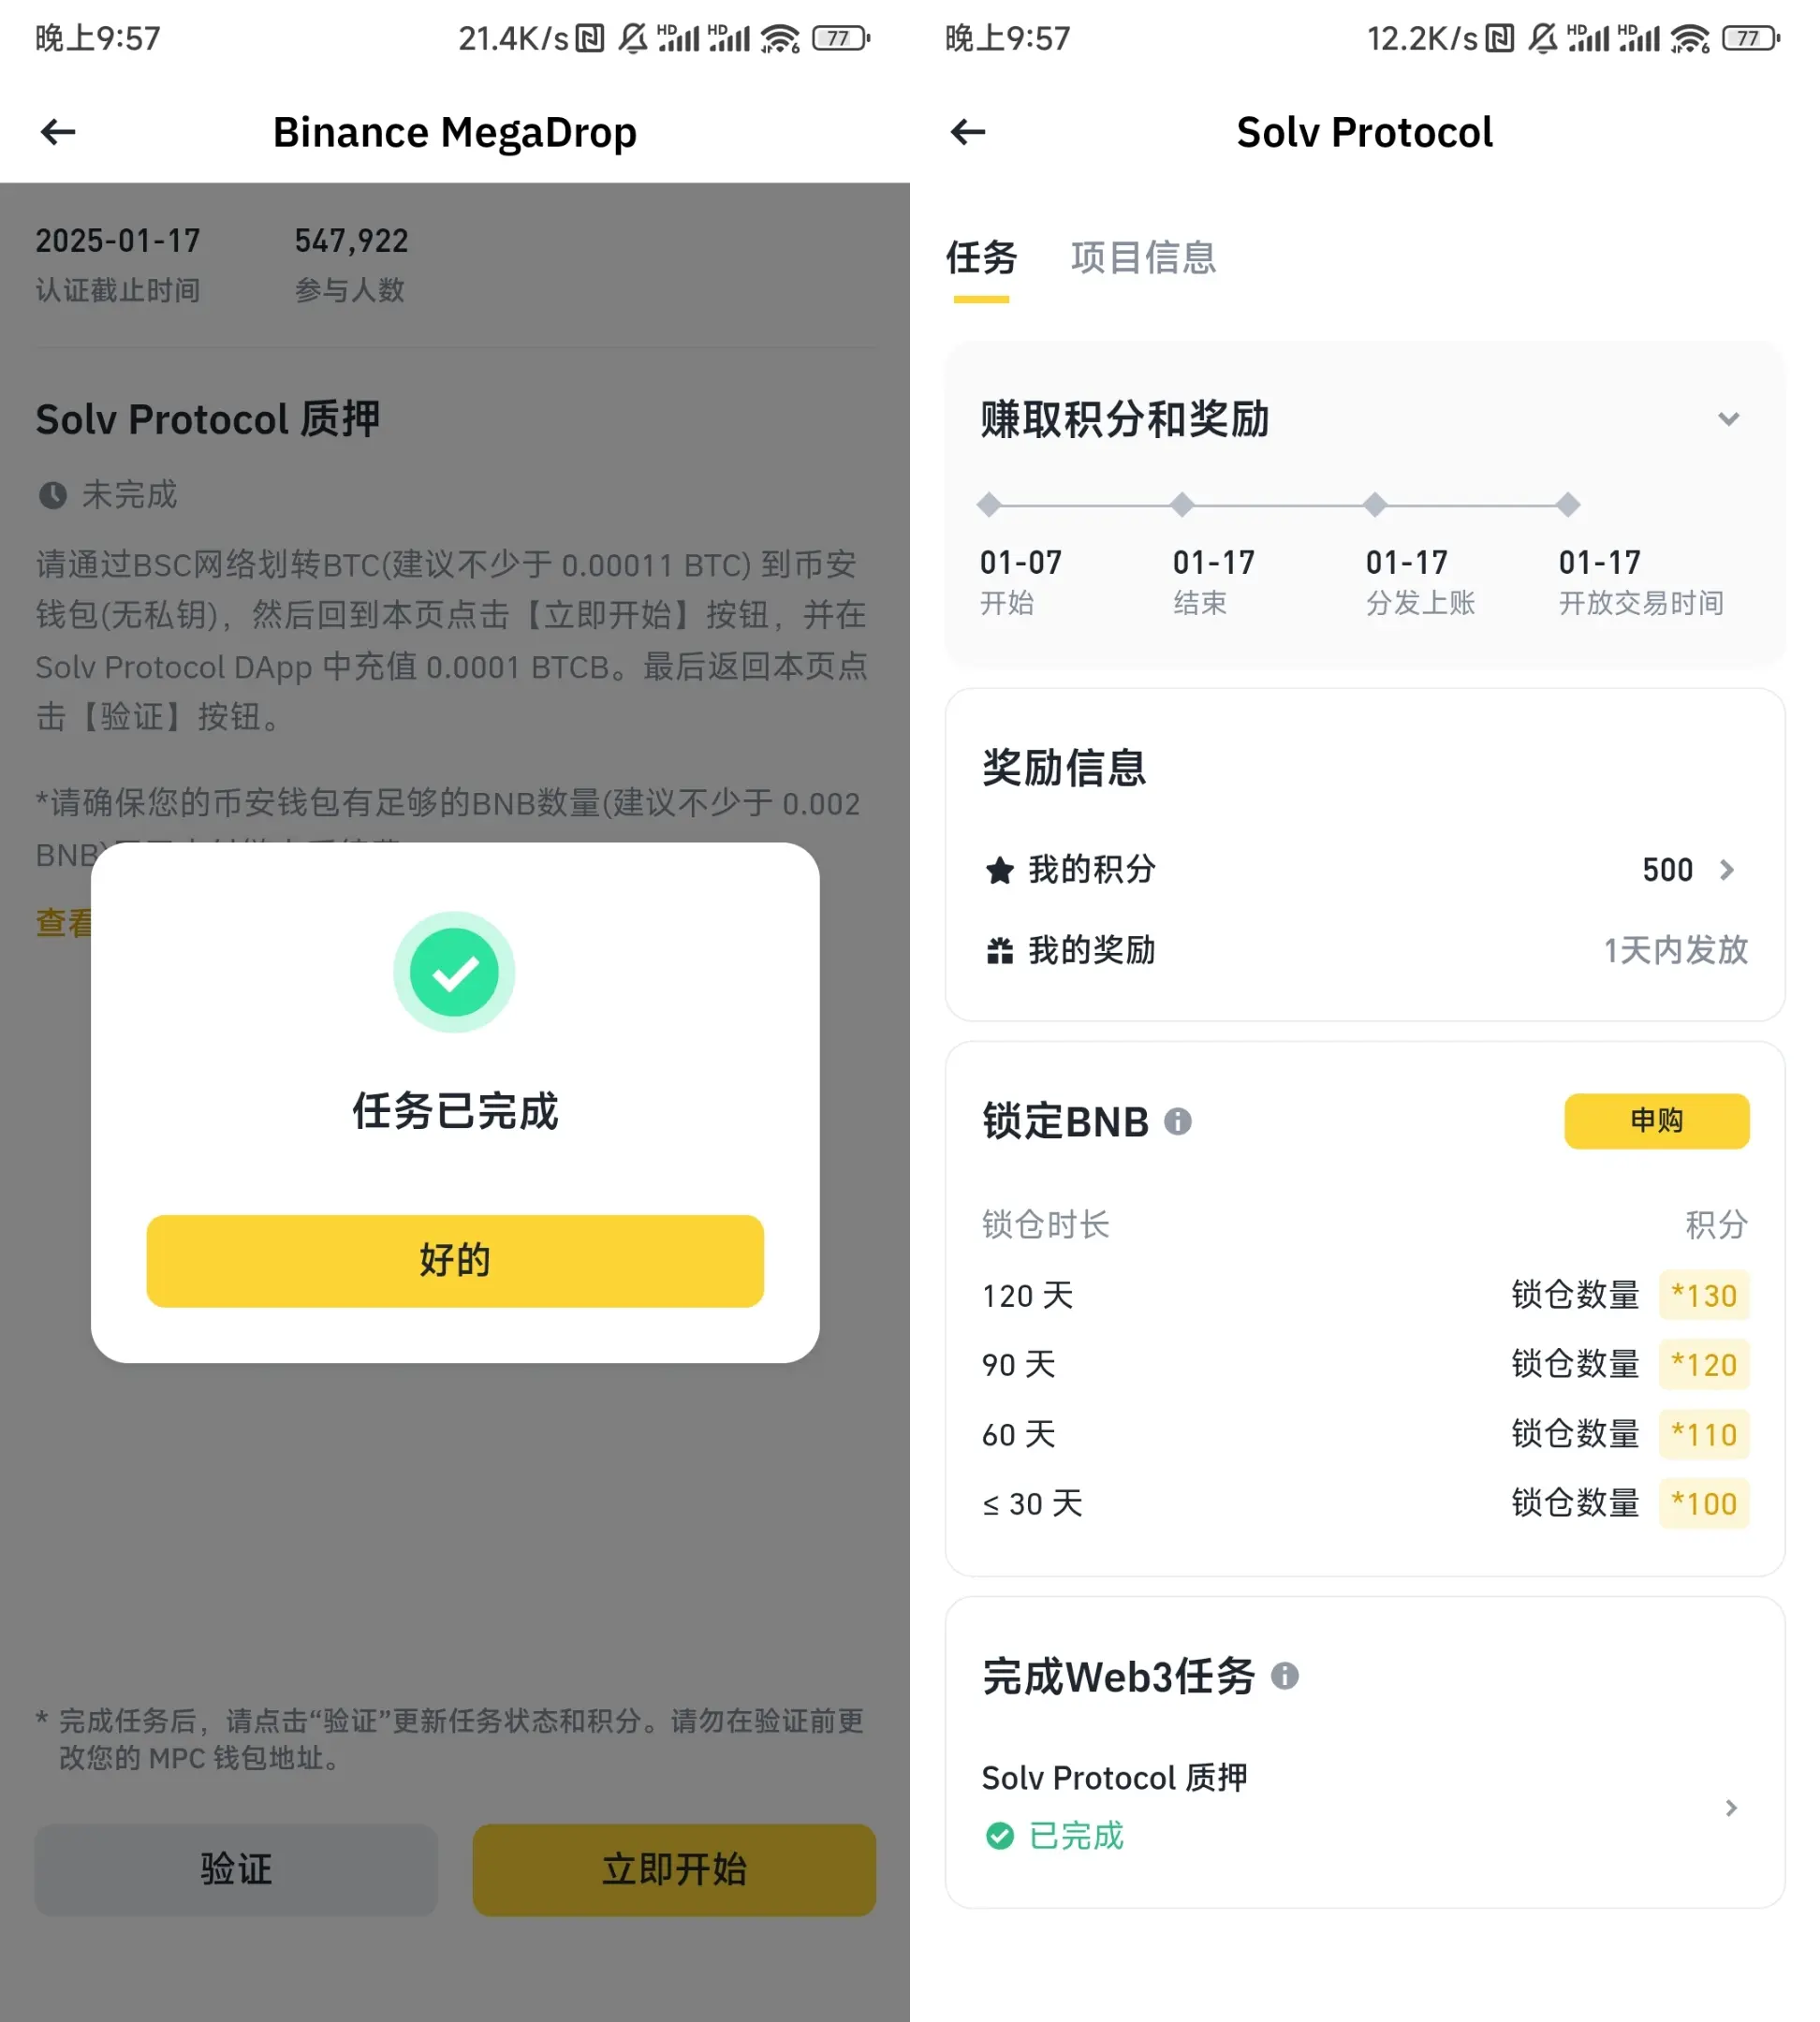 晚上9:57
21.4K/s
HD
HD
6
77
Binance MegaDrop
2025-01-17
547,922
认证截止时间
参与人数
Solv Protocol 质押
未完成
请通过BSC网络划转BTC(建议不少于 0.00011 BTC) 到币安
钱包(无私钥)，然后回到本页点击【立即开始】按钮，并在
Solv Protocol DApp 中充值 0.0001 BTCB。最后返回本页点
击【验证】按钮。
*请确保您的币安钱包有足够的BNB数量(建议不少于 0.002
BNB)
查看
任务已完成
好的
* 完成任务后，请点击“验证”更新任务状态和积分。请勿在验证前更
改您的 MPC 钱包地址。
验证
立即开始
晚上9:57
12.2K/s
HD
HD
6
77
Solv Protocol
任务
项目信息
赚取积分和奖励
01-07
01-17
01-17
01-17
开始
结束
分发上账
开放交易时间
奖励信息
我的积分
500
我的奖励
1天内发放
锁定BNB
申购
锁仓时长
积分
120 天
锁仓数量 *130
90 天
锁仓数量 *120
60 天
锁仓数量 *110
≤ 30 天
锁仓数量 *100
完成Web3任务
Solv Protocol 质押
已完成